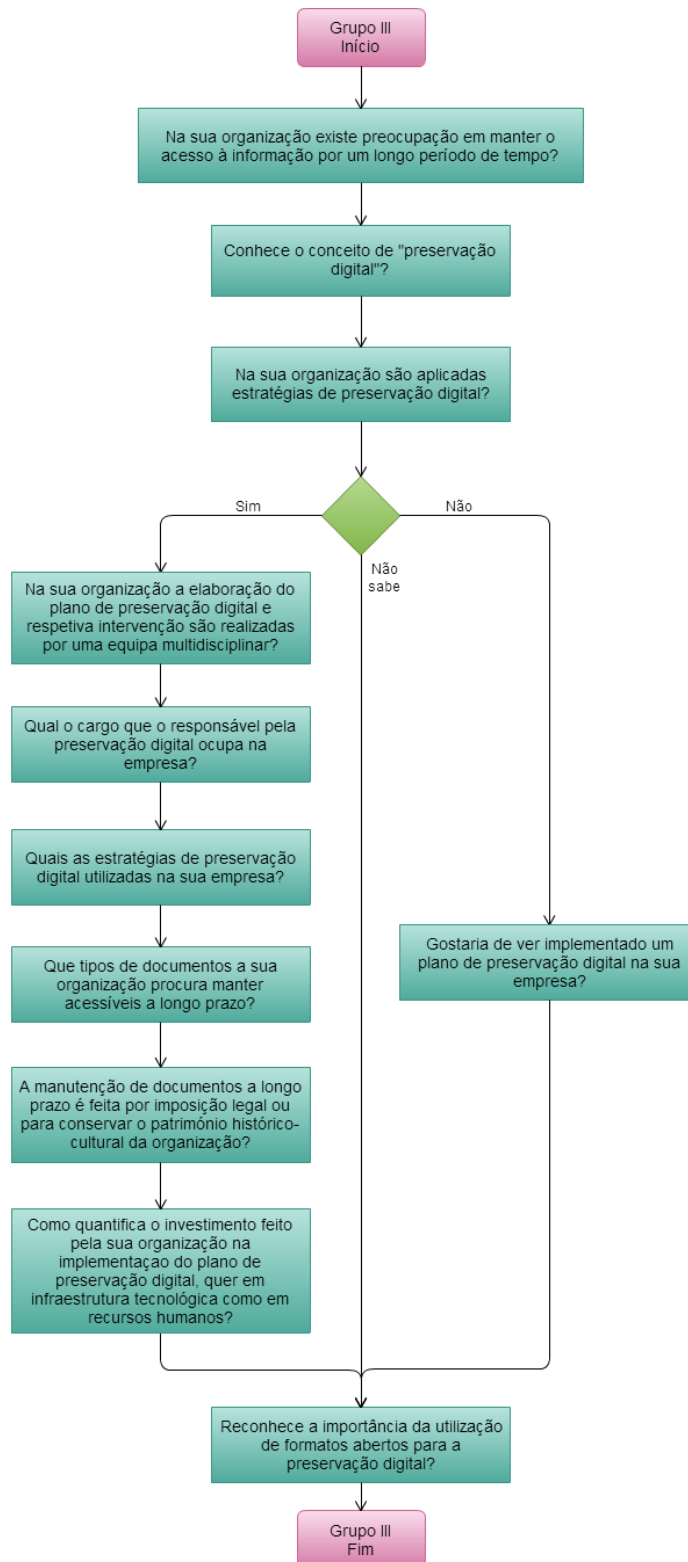 Grupo III
Início
Na sua organização existe preocupação em manter o
acesso à informação por um longo período de tempo?
Conhece o conceito de "preservação
digital"?
Na sua organização são aplicadas
estratégias de preservação digital?
Sim
Não
Não
sabe
Na sua organização a elaboração do
plano de preservação digital e
respetiva intervenção são realizadas
por uma equipa multidisciplinar?
Qual o cargo que o responsável pela
preservação digital ocupa na
empresa?
Quais as estratégias de preservação
digital utilizadas na sua empresa?
Que tipos de documentos a sua
organização procura manter
acessíveis a longo prazo?
Gostaria de ver implementado um
plano de preservação digital na sua
empresa?
A manutenção de documentos a longo
prazo é feita por imposição legal ou
para conservar o património histórico-
cultural da organização?
Como quantifica o investimento feito
pela sua organização na
implementaçao do plano de
preservação digital, quer em
infraestrutura tecnológica como em
recursos humanos?
Reconhece a importância da utilização
de formatos abertos para a
preservação digital?
Grupo III
Fim